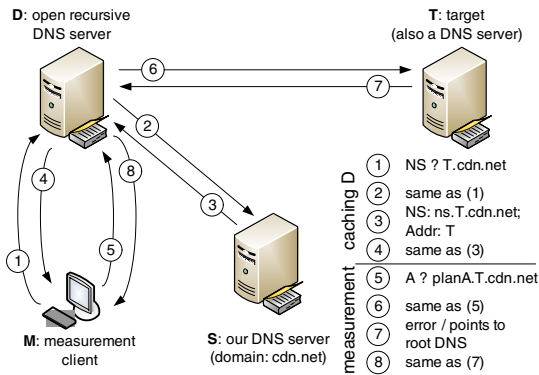 D: open recursive
DNS server
T: target
(also a DNS server)
6
7
2
3
4
8
1
5
M: measurement
client
S: our DNS server
(domain: cdn.net)
caching D
1 NS ? T.cdn.net
2 same as (1)
3 NS: ns.T.cdn.net;
Addr: T
4 same as (3)
measurement
5 A ? planA.T.cdn.net
6 same as (5)
7 error / points to
root DNS
8 same as (7)